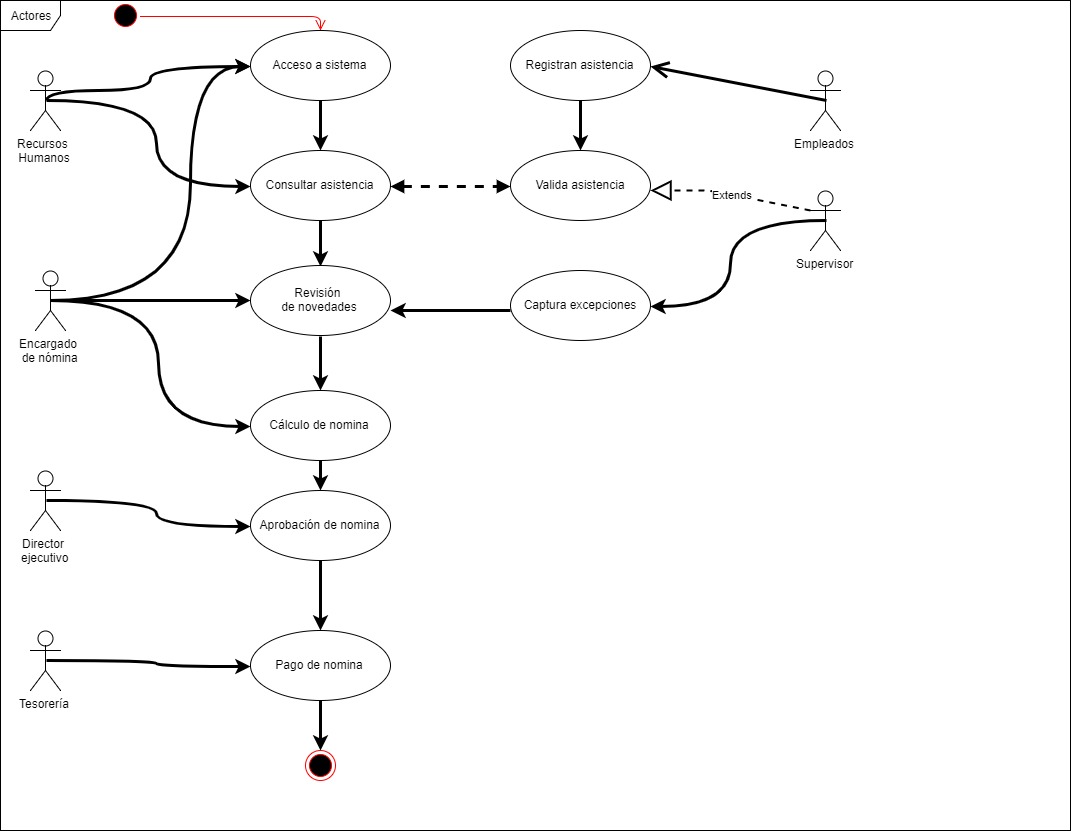 Actores
Acceso a sistema
Registran asistencia
Recursos
Humanos
Empleados
Consultar asistencia
Valida asistencia
Extends
Supervisor
Revisión
de novedades
Captura excepciones
Encargado
de nómina
Cálculo de nomina
Aprobación de nomina
Director
ejecutivo
Pago de nomina
Tesorería